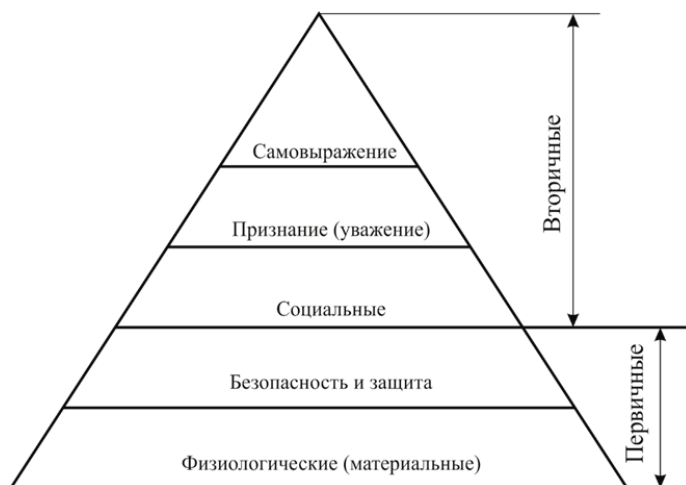 Самовыражение
Признание (уважение)
Социальные
Безопасность и защита
Физиологические (материальные)
Вторичные
Первичные